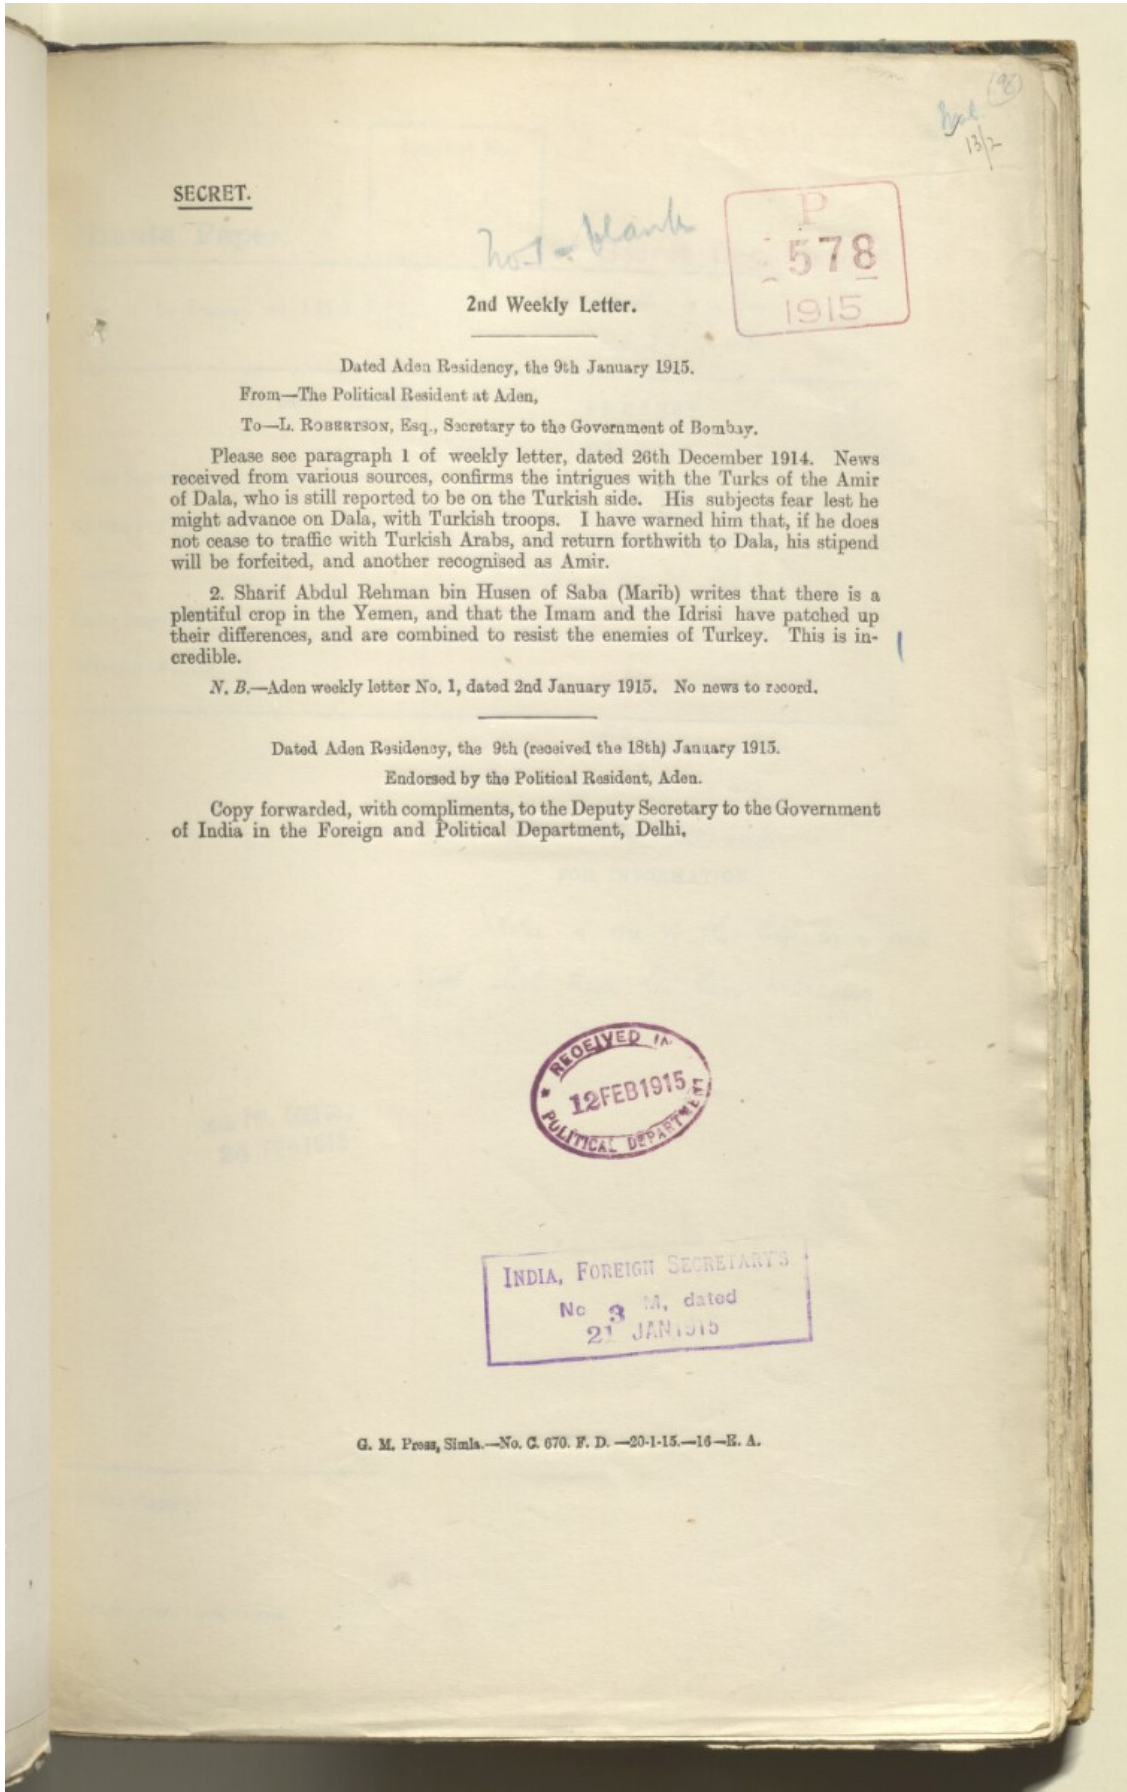 (96)
13/2
SECRET.
No 1 = blank
P
578
1915
2nd Weekly Letter.
Dated Aden Residency, the 9th January 1915.
From—The Political Resident at Aden,
To—L. ROBERTSON, Esq., Secretary to the Government of Bombay.
Please see paragraph 1 of weekly letter, dated 26th December 1914. News
received from various sources, confirms the intrigues with the Turks of the Amir
of Dala, who is still reported to be on the Turkish side. His subjects fear lest he
might advance on Dala, with Turkish troops. I have warned him that, if he does
not cease to traffic with Turkish Arabs, and return forthwith to Dala, his stipend
will be forfeited, and another recognised as Amir.
2. Sharif Abdul Rehman bin Husen of Saba (Marib) writes that there is a
plentiful crop in the Yemen, and that the Imam and the Idrisi have patched up
their differences, and are combined to resist the enemies of Turkey. This is in-
credible.
N. B.—Aden weekly letter No. 1, dated 2nd January 1915. No news to record.
Dated Aden Residency, the 9th (received the 18th) January 1915.
Endorsed by the Political Resident, Aden.
Copy forwarded, with compliments, to the Deputy Secretary to the Government
of India in the Foreign and Political Department, Delhi.
FOR INFORMATION
* RECEIVED IN
12 FEB 1915
POLITICAL DEPARTMENT
INDIA, FOREIGN SECRETARY'S
No 3 M, dated
21 JAN 1915
G. M. Press, Simla.—No. C. 670. F. D. —20-1-15.—16—E. A.